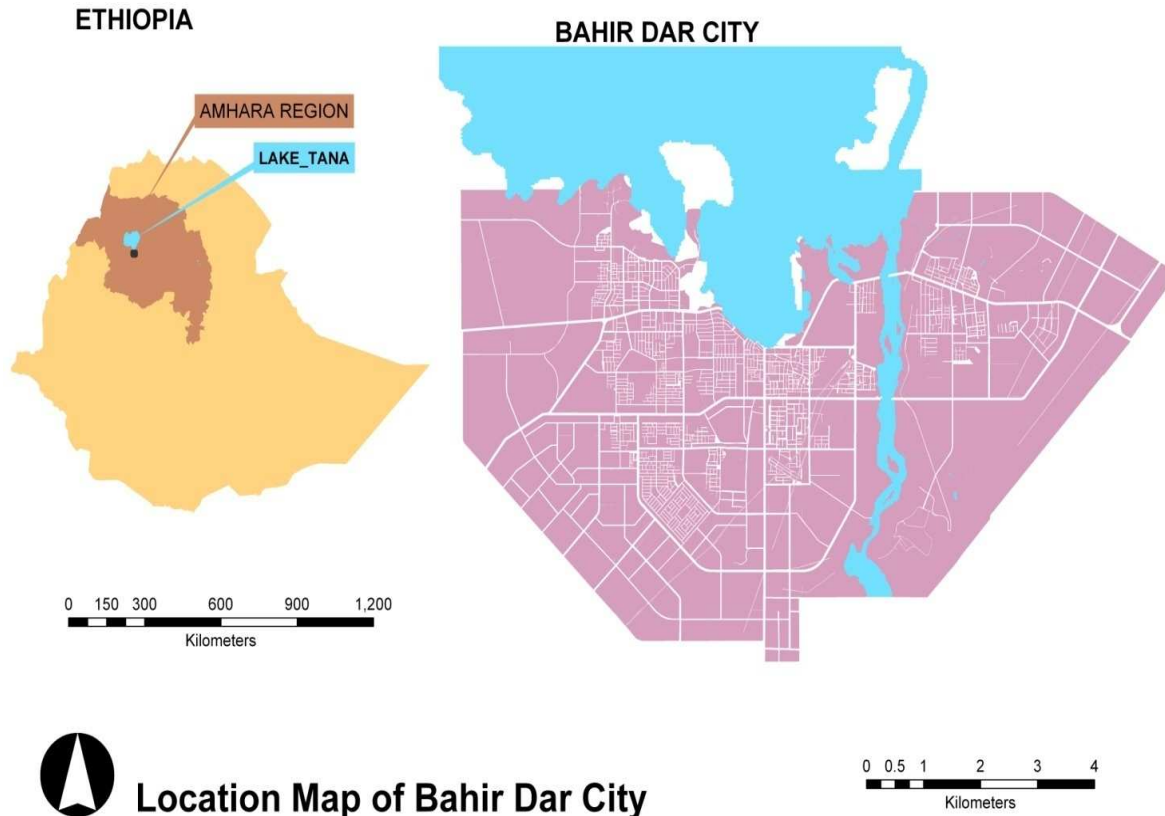 ETHIOPIA
BAHIR DAR CITY
AMHARA REGION
LAKE_TANA
0 150 300 600 900 1,200
Kilometers
Location Map of Bahir Dar City
0 0.5 1 2 3 4
Kilometers